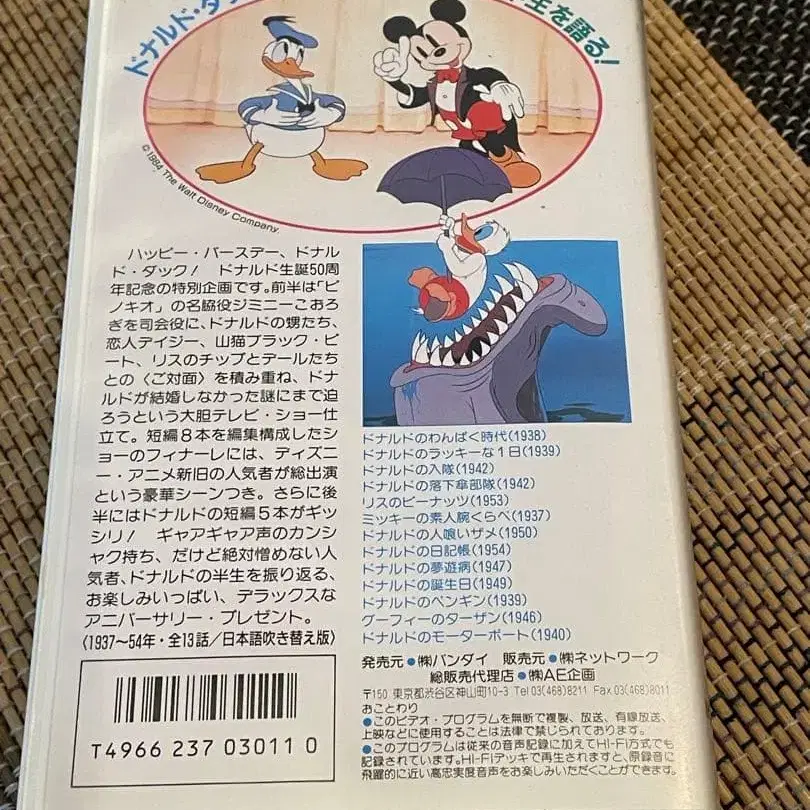 ドナルド・ダッ
生を語る!
©1984 The Walt Disney Company.
ハッピー・バースデー、ドナル
ド・ダック! ドナルド生誕50周
年記念の特別企画です。前半は「ピ
ノキオ」の名脇役ジミニーこおろ
ぎを司会役に、ドナルドの甥たち、
恋人デイジー、山猫ブラック・ピ
ート、リスのチップとデールたち
との〈ご対面〉を積み重ね、ドナ
ルドが結婚しなかった謎にまで迫
ろうという大胆テレビ・ショー仕
立て。短編8本を編集構成したシ
ョーのフィナーレには、ディズニ
ー・アニメ新旧の人気者が総出演
という豪華シーンつき。さらに後
半にはドナルドの短編5本がギッ
シリ! ギャアギャア声のカンシ
ャク持ち、だけど絶対憎めない人
気者、ドナルドの半生を振り返る、
お楽しみいっぱい、デラックスな
アニバーサリー・プレゼント。
〈1937〜54年・全13話/日本語吹き替え版〉
T4966 237 03011 0
ドナルドのわんぱく時代(1938)
ドナルドのラッキーな1日(1939)
ドナルドの入隊(1942)
ドナルドの落下傘部隊(1942)
リスのピーナッツ(1953)
ミッキーの素人腕くらべ(1937)
ドナルドの人喰いザメ(1950)
ドナルドの日記帳(1954)
ドナルドの夢遊病(1947)
ドナルドの誕生日(1949)
ドナルドのペンギン(1939)
グーフィーのターザン(1946)
ドナルドのモーターボート(1940)
発売元●㈱バンダイ 販売元●㈱ネットワーク
総販売代理店●㈱AE企画
〒150 東京都渋谷区神山町10-3 Tel 03(468)8211 Fax 03(468)8011
おことわり
●このビデオ・プログラムを無断で複製、放送、有線放送、
上映などに使用することは法律で禁じられております。
●このプログラムは従来の音声記録に加えてHI-FI方式でも
記録されています。HI-FIデッキで再生されますと、原録音に
飛躍的に近い高忠実度音声をお楽しみいただくことができます。